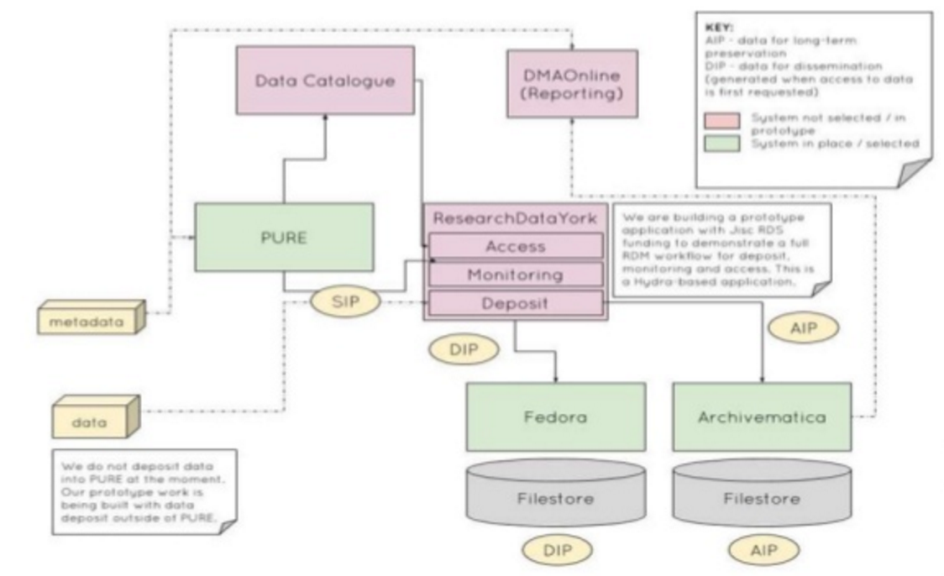 KEY:
AIP - data for long-term
preservation
DIP - data for dissemination
(generated when access to data
is first requested)
System not selected / in
prototype
System in place / selected
Data Catalogue
DMAOnline
(Reporting)
PURE
ResearchDataYork
Access
Monitoring
Deposit
We are building a prototype
application with Jisc RDS
funding to demonstrate a full
RDM workflow for deposit,
monitoring and access. This is
a Hydra-based application.
SIP
metadata
DIP
AIP
data
Fedora
Archivematica
We do not deposit data
into PURE at the moment.
Our prototype work is
being built with data
deposit outside of PURE.
Filestore
Filestore
DIP
AIP